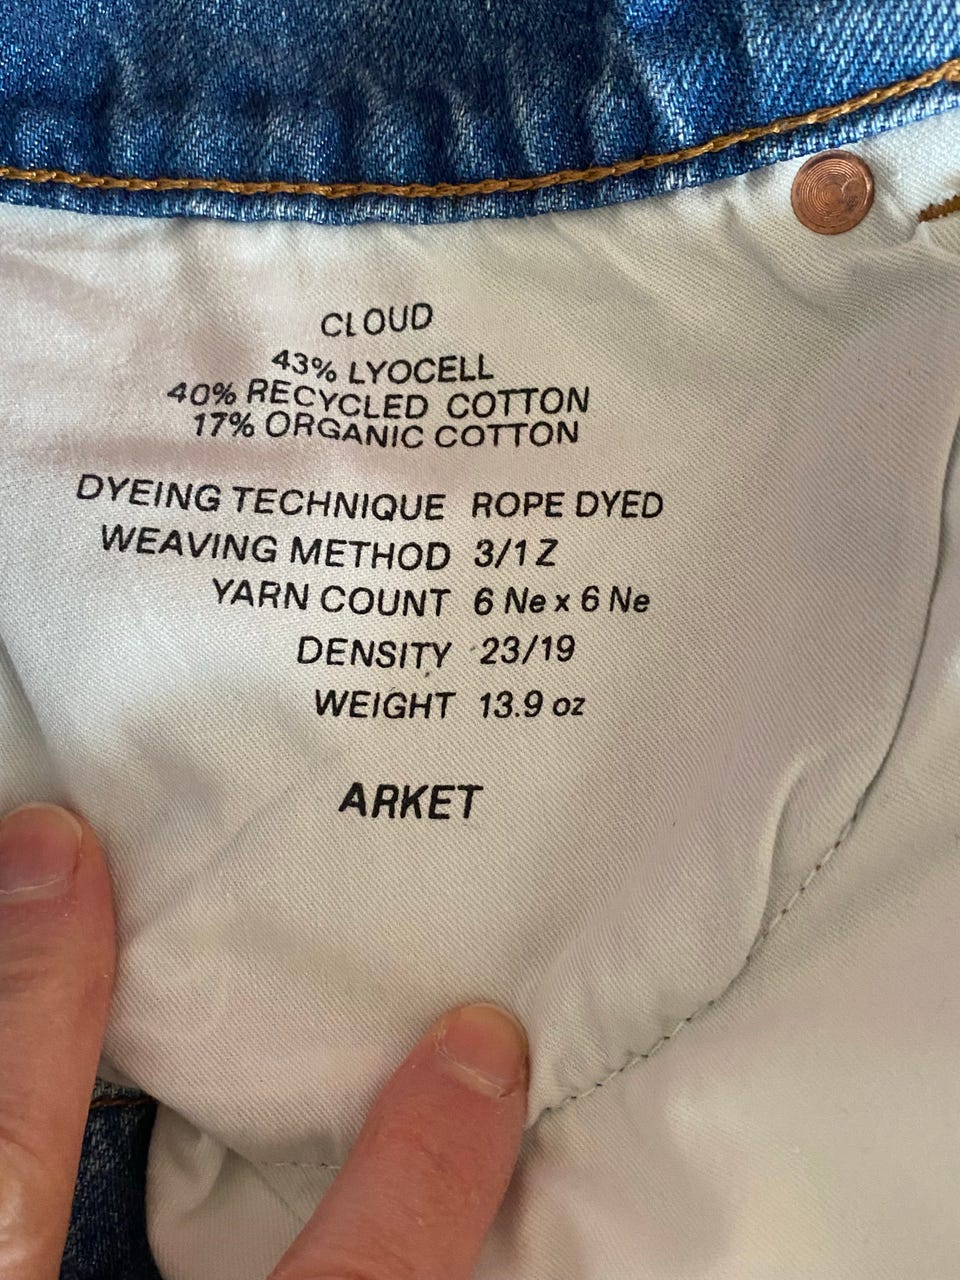 CLOUD
43% LYOCELL
40% RECYCLED COTTON
17% ORGANIC COTTON
DYEING TECHNIQUE ROPE DYED
WEAVING METHOD 3/1 Z
YARN COUNT 6 Ne x 6 Ne
DENSITY 23/19
WEIGHT 13.9 oz
ARKET